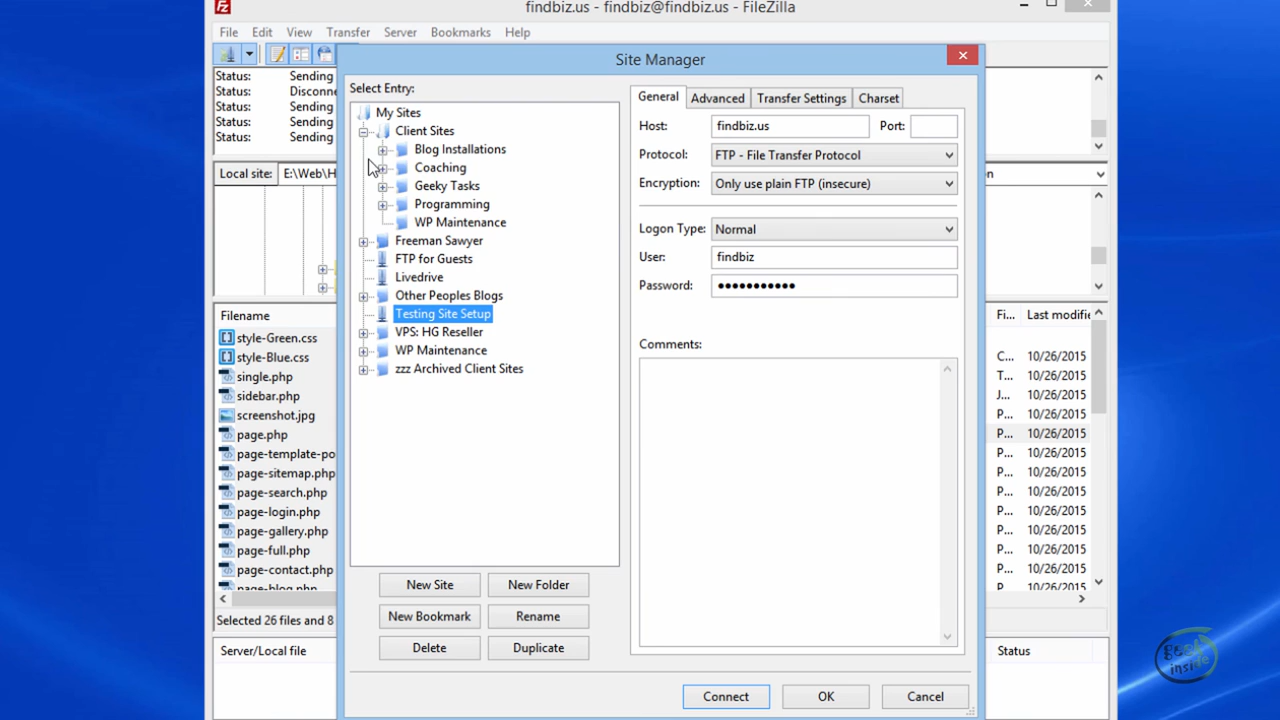 findbiz.us - findbiz@findbiz.us - FileZilla
File Edit View Transfer Server Bookmarks Help
Status: Sending
Status: Disconne
Status: Sending
Status: Sending
Status: Sending
Local site: E:\Web\H
Filename
style-Green.css
style-Blue.css
single.php
sidebar.php
screenshot.jpg
page.php
page-template-po
page-sitemap.php
page-search.php
page-login.php
page-gallery.php
page-full.php
page-contact.php
page-blog.php
Selected 26 files and 8
Server/Local file
Site Manager
Select Entry:
My Sites
Client Sites
Blog Installations
Coaching
Geeky Tasks
Programming
WP Maintenance
Freeman Sawyer
FTP for Guests
Livedrive
Other Peoples Blogs
Testing Site Setup
VPS: HG Reseller
WP Maintenance
zzz Archived Client Sites
New Site New Folder
New Bookmark Rename
Delete Duplicate
General Advanced Transfer Settings Charset
Host: findbiz.us Port:
Protocol: FTP - File Transfer Protocol
Encryption: Only use plain FTP (insecure)
Logon Type: Normal
User: findbiz
Password: ●●●●●●●●●●●
Comments:
Connect OK Cancel
on
Fi... Last modifie
C... 10/26/2015
T... 10/26/2015
J... 10/26/2015
P... 10/26/2015
P... 10/26/2015
P... 10/26/2015
P... 10/26/2015
P... 10/26/2015
P... 10/26/2015
P... 10/26/2015
P... 10/26/2015
P... 10/26/2015
P... 10/26/2015
Status
geek
inside